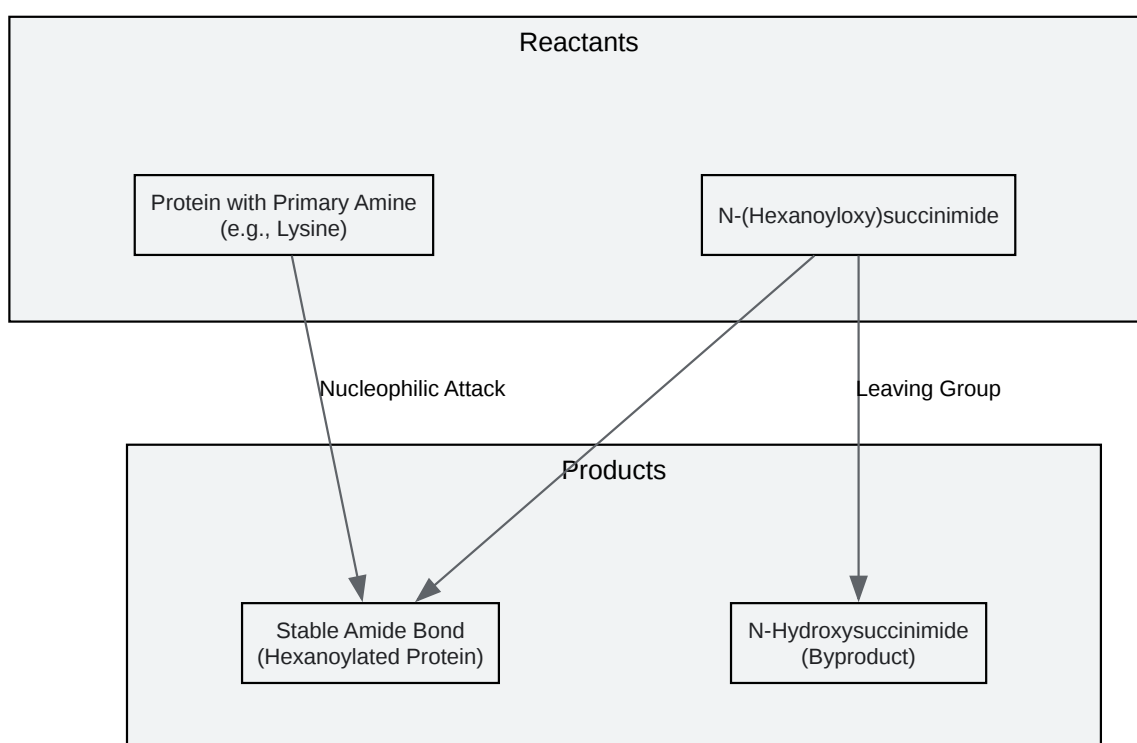 Reactants
Protein with Primary Amine
(e.g., Lysine)
N-(Hexanoyloxy)succinimide
Nucleophilic Attack
Leaving Group
Products
Stable Amide Bond
(Hexanoylated Protein)
N-Hydroxysuccinimide
(Byproduct)